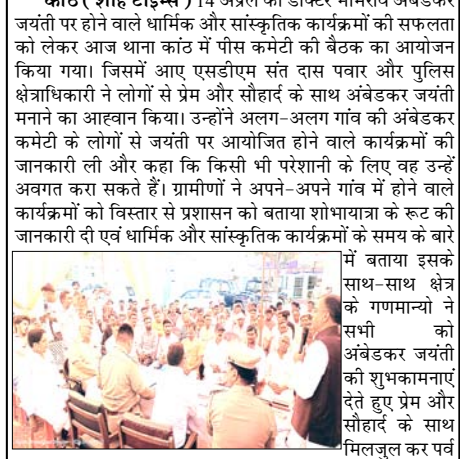 कांठ ( शाह टाइम्स ) 14 अप्रैल को डॉक्टर भीमराव अंबेडकर
जयंती पर होने वाले धार्मिक और सांस्कृतिक कार्यक्रमों की सफलता
को लेकर आज थाना कांठ में पीस कमेटी की बैठक का आयोजन
किया गया। जिसमें आए एसडीएम संत दास पवार और पुलिस
क्षेत्राधिकारी ने लोगों से प्रेम और सौहार्द के साथ अंबेडकर जयंती
मनाने का आह्वान किया। उन्होंने अलग-अलग गांव की अंबेडकर
कमेटी के लोगों से जयंती पर आयोजित होने वाले कार्यक्रमों की
जानकारी ली और कहा कि किसी भी परेशानी के लिए वह उन्हें
अवगत करा सकते हैं। ग्रामीणों ने अपने-अपने गांव में होने वाले
कार्यक्रमों को विस्तार से प्रशासन को बताया शोभायात्रा के रूट की
जानकारी दी एवं धार्मिक और सांस्कृतिक कार्यक्रमों के समय के बारे
में बताया इसके
साथ-साथ क्षेत्र
के गणमान्यो ने
सभी को
अंबेडकर जयंती
की शुभकामनाएं
देते हुए प्रेम और
सौहार्द के साथ
मिलजुल कर पर्व